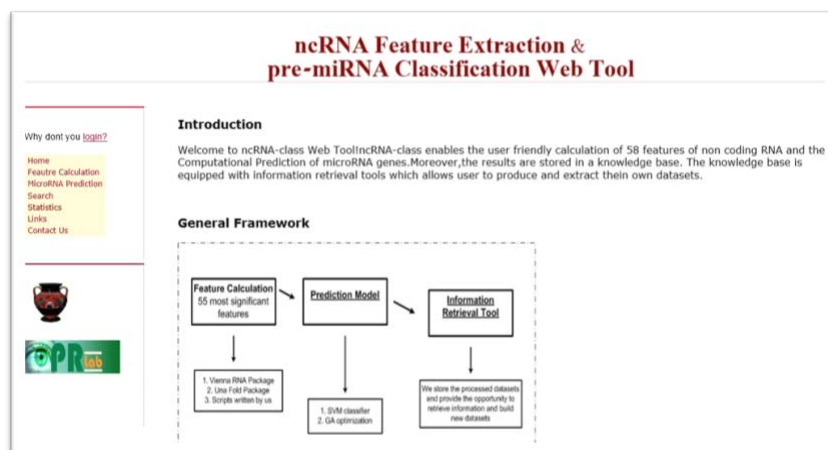 ncRNA Feature Extraction &
pre-miRNA Classification Web Tool
Why dont you login?
Home
Feautre Calculation
MicroRNA Prediction
Search
Statistics
Links
Contact Us
PR lab
Introduction
Welcome to ncRNA-class Web Tool!ncRNA-class enables the user friendly calculation of 58 features of non coding RNA and the
Computational Prediction of microRNA genes.Moreover,the results are stored in a knowledge base. The knowledge base is
equipped with information retrieval tools which allows user to produce and extract thein own datasets.
General Framework
Feature Calculation
55 most significant
features
Prediction Model
Information
Retrieval Tool
1. Vienna RNA Package
2. Una Fold Package
3. Scripts written by us
1. SVM classifier
2. GA optimization
We store the processed datasets
and provide the opportunity to
retrieve information and build
new datasets